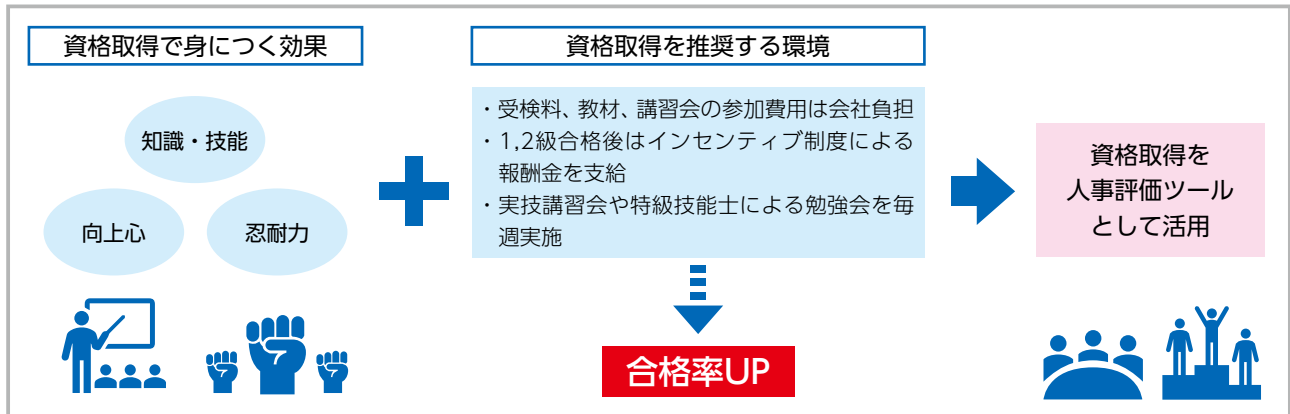 資格取得で身につく効果
知識・技能
向上心
忍耐力
資格取得を推奨する環境
・受検料、教材、講習会の参加費用は会社負担
・1,2級合格後はインセンティブ制度による
報酬金を支給
・実技講習会や特級技能士による勉強会を毎
週実施
合格率UP
資格取得を
人事評価ツール
として活用